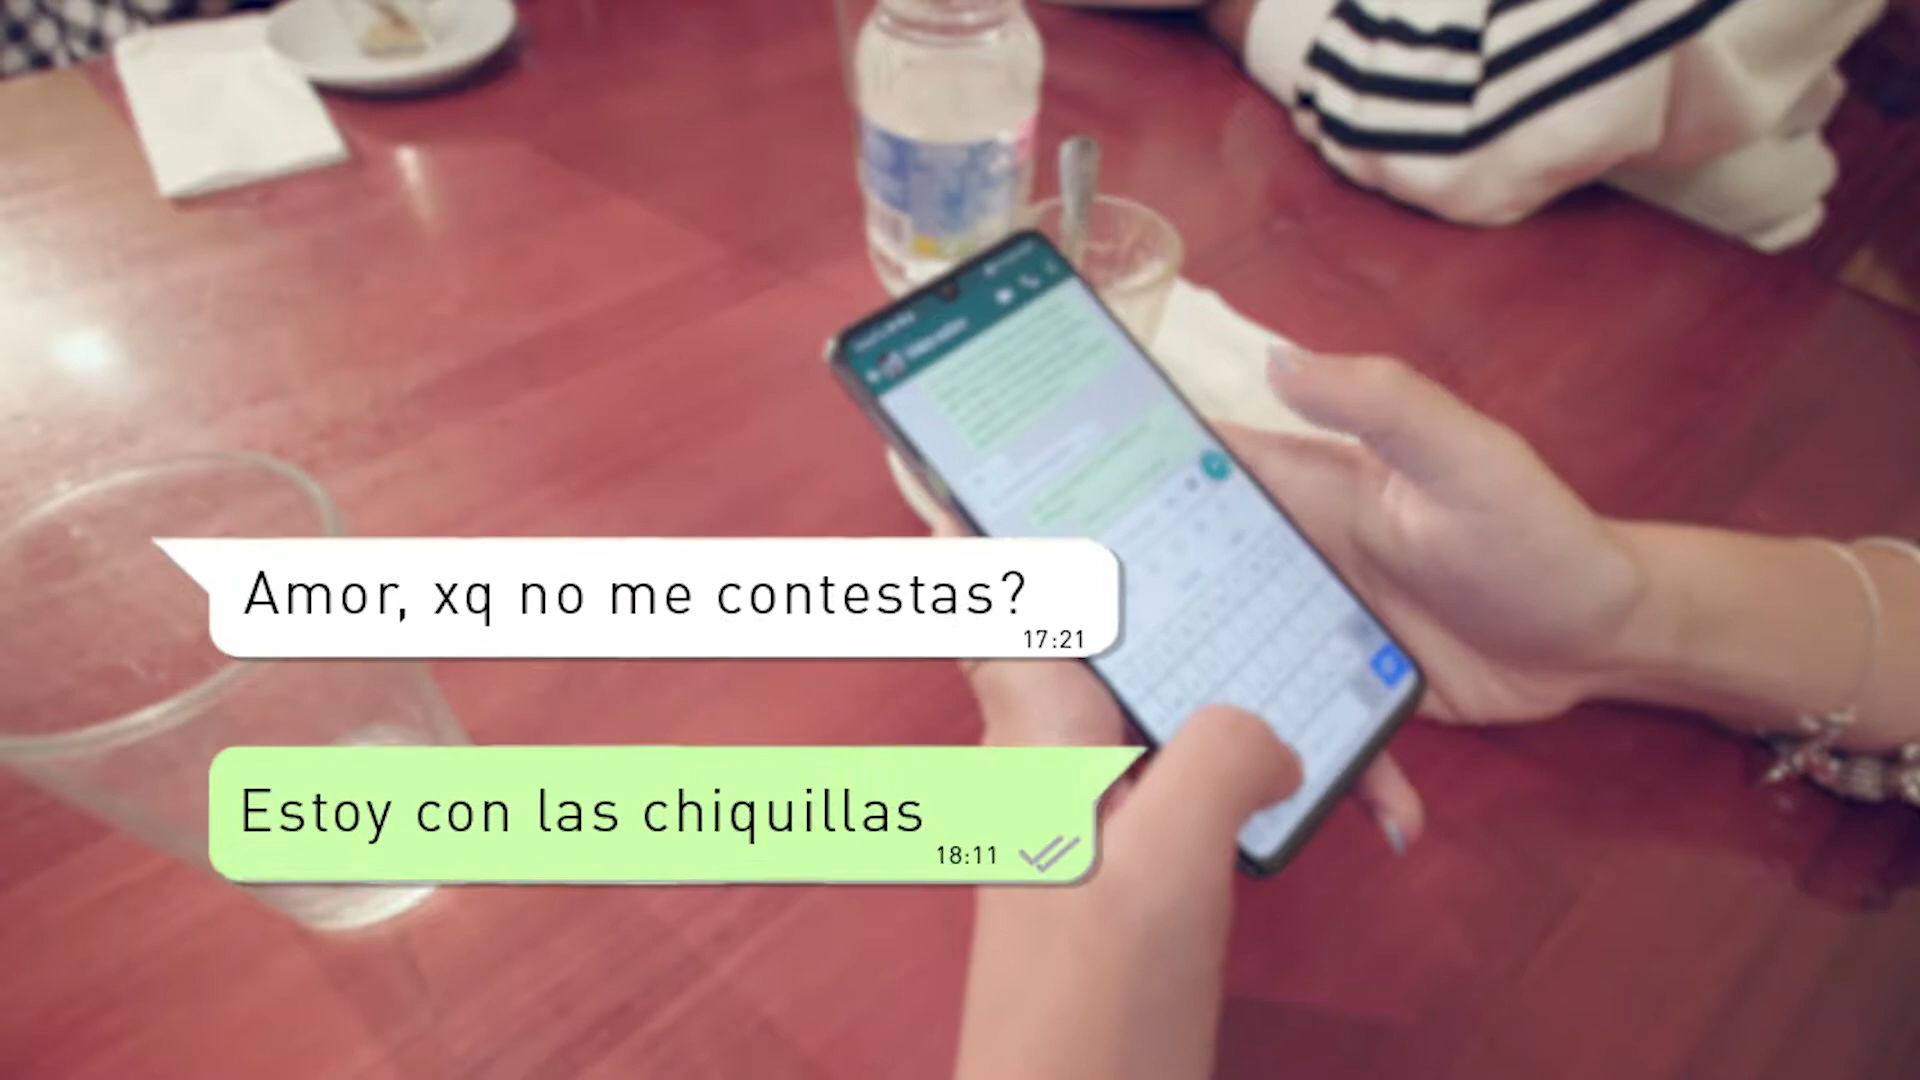 Amor, xq no me contestas?
17:21
Estoy con las chiquillas
18:11